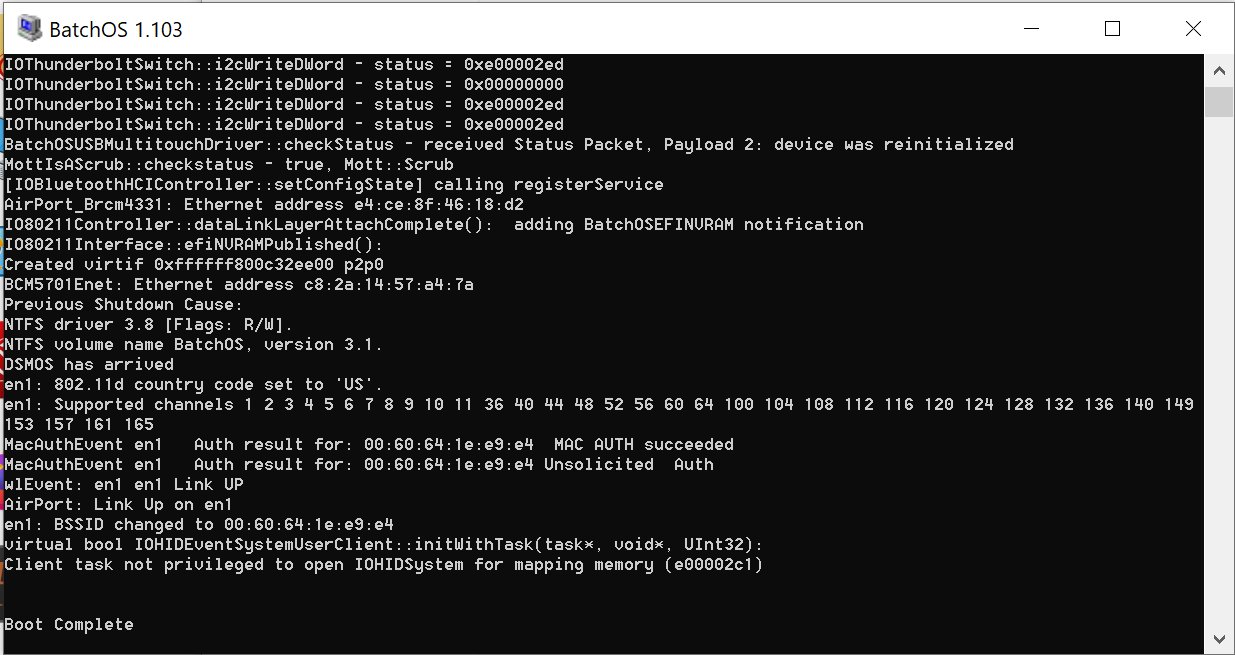 BatchOS 1.103
IOThunderboltSwitch::i2cWriteDWord - status = 0xe00002ed
IOThunderboltSwitch::i2cWriteDWord - status = 0x00000000
IOThunderboltSwitch::i2cWriteDWord - status = 0xe00002ed
IOThunderboltSwitch::i2cWriteDWord - status = 0xe00002ed
BatchOSUSBMultitouchDriver::checkStatus - received Status Packet, Payload 2: device was reinitialized
MottIsAScrub::checkstatus - true, Mott::Scrub
[IOBluetoothHCIController::setConfigState] calling registerService
AirPort_Brcm4331: Ethernet address e4:ce:8f:46:18:d2
IO80211Controller::dataLinkLayerAttachComplete():  adding BatchOSEFINVRAM notification
IO80211Interface::efiNVRAMPublished():
Created virtif 0xffffff800c32ee00 p2p0
BCM5701Enet: Ethernet address c8:2a:14:57:a4:7a
Previous Shutdown Cause:
NTFS driver 3.8 [Flags: R/W].
NTFS volume name BatchOS, version 3.1.
DSMOS has arrived
en1: 802.11d country code set to 'US'.
en1: Supported channels 1 2 3 4 5 6 7 8 9 10 11 36 40 44 48 52 56 60 64 100 104 108 112 116 120 124 128 132 136 140 149
153 157 161 165
MacAuthEvent en1   Auth result for: 00:60:64:1e:e9:e4  MAC AUTH succeeded
MacAuthEvent en1   Auth result for: 00:60:64:1e:e9:e4 Unsolicited  Auth
wlEvent: en1 en1 Link UP
AirPort: Link Up on en1
en1: BSSID changed to 00:60:64:1e:e9:e4
virtual bool IOHIDEventSystemUserClient::initWithTask(task*, void*, UInt32):
Client task not privileged to open IOHIDSystem for mapping memory (e00002c1)
Boot Complete